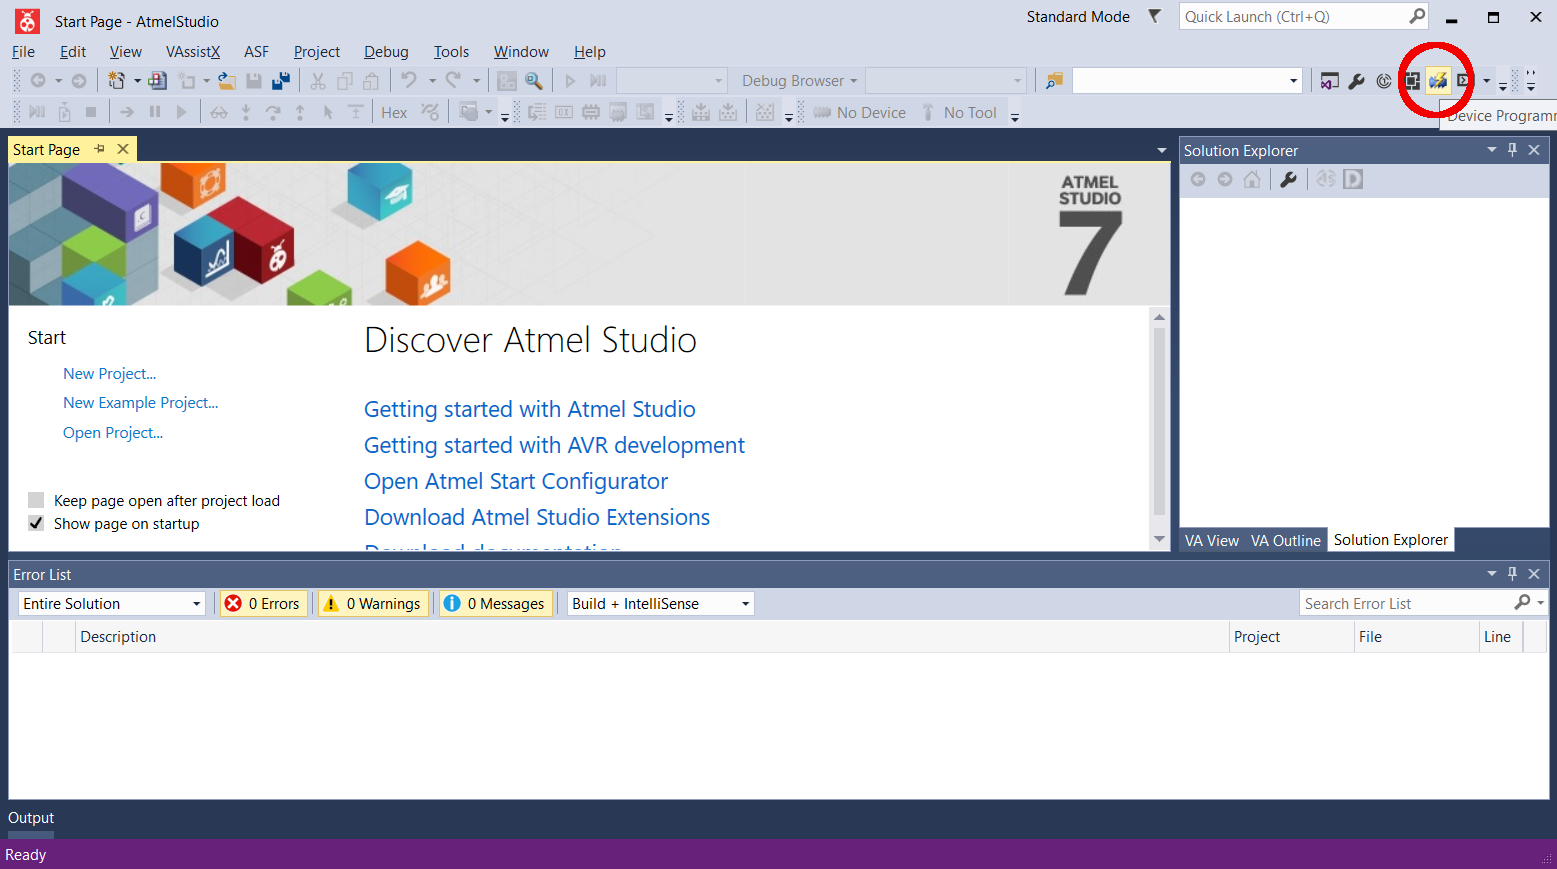 Start Page - AtmelStudio
Standard Mode
Quick Launch (Ctrl+Q)
File Edit View VAssistX ASF Project Debug Tools Window Help
Debug Browser
Hex
No Device
No Tool
Device Programm
Start Page
Solution Explorer
ATMEL
STUDIO
7
Start
Discover Atmel Studio
New Project...
New Example Project...
Open Project...
Getting started with Atmel Studio
Getting started with AVR development
Open Atmel Start Configurator
Download Atmel Studio Extensions
Download documentation
Keep page open after project load
Show page on startup
VA View VA Outline Solution Explorer
Error List
Entire Solution
0 Errors
0 Warnings
0 Messages
Build + IntelliSense
Search Error List
Description
Project
File
Line
Output
Ready